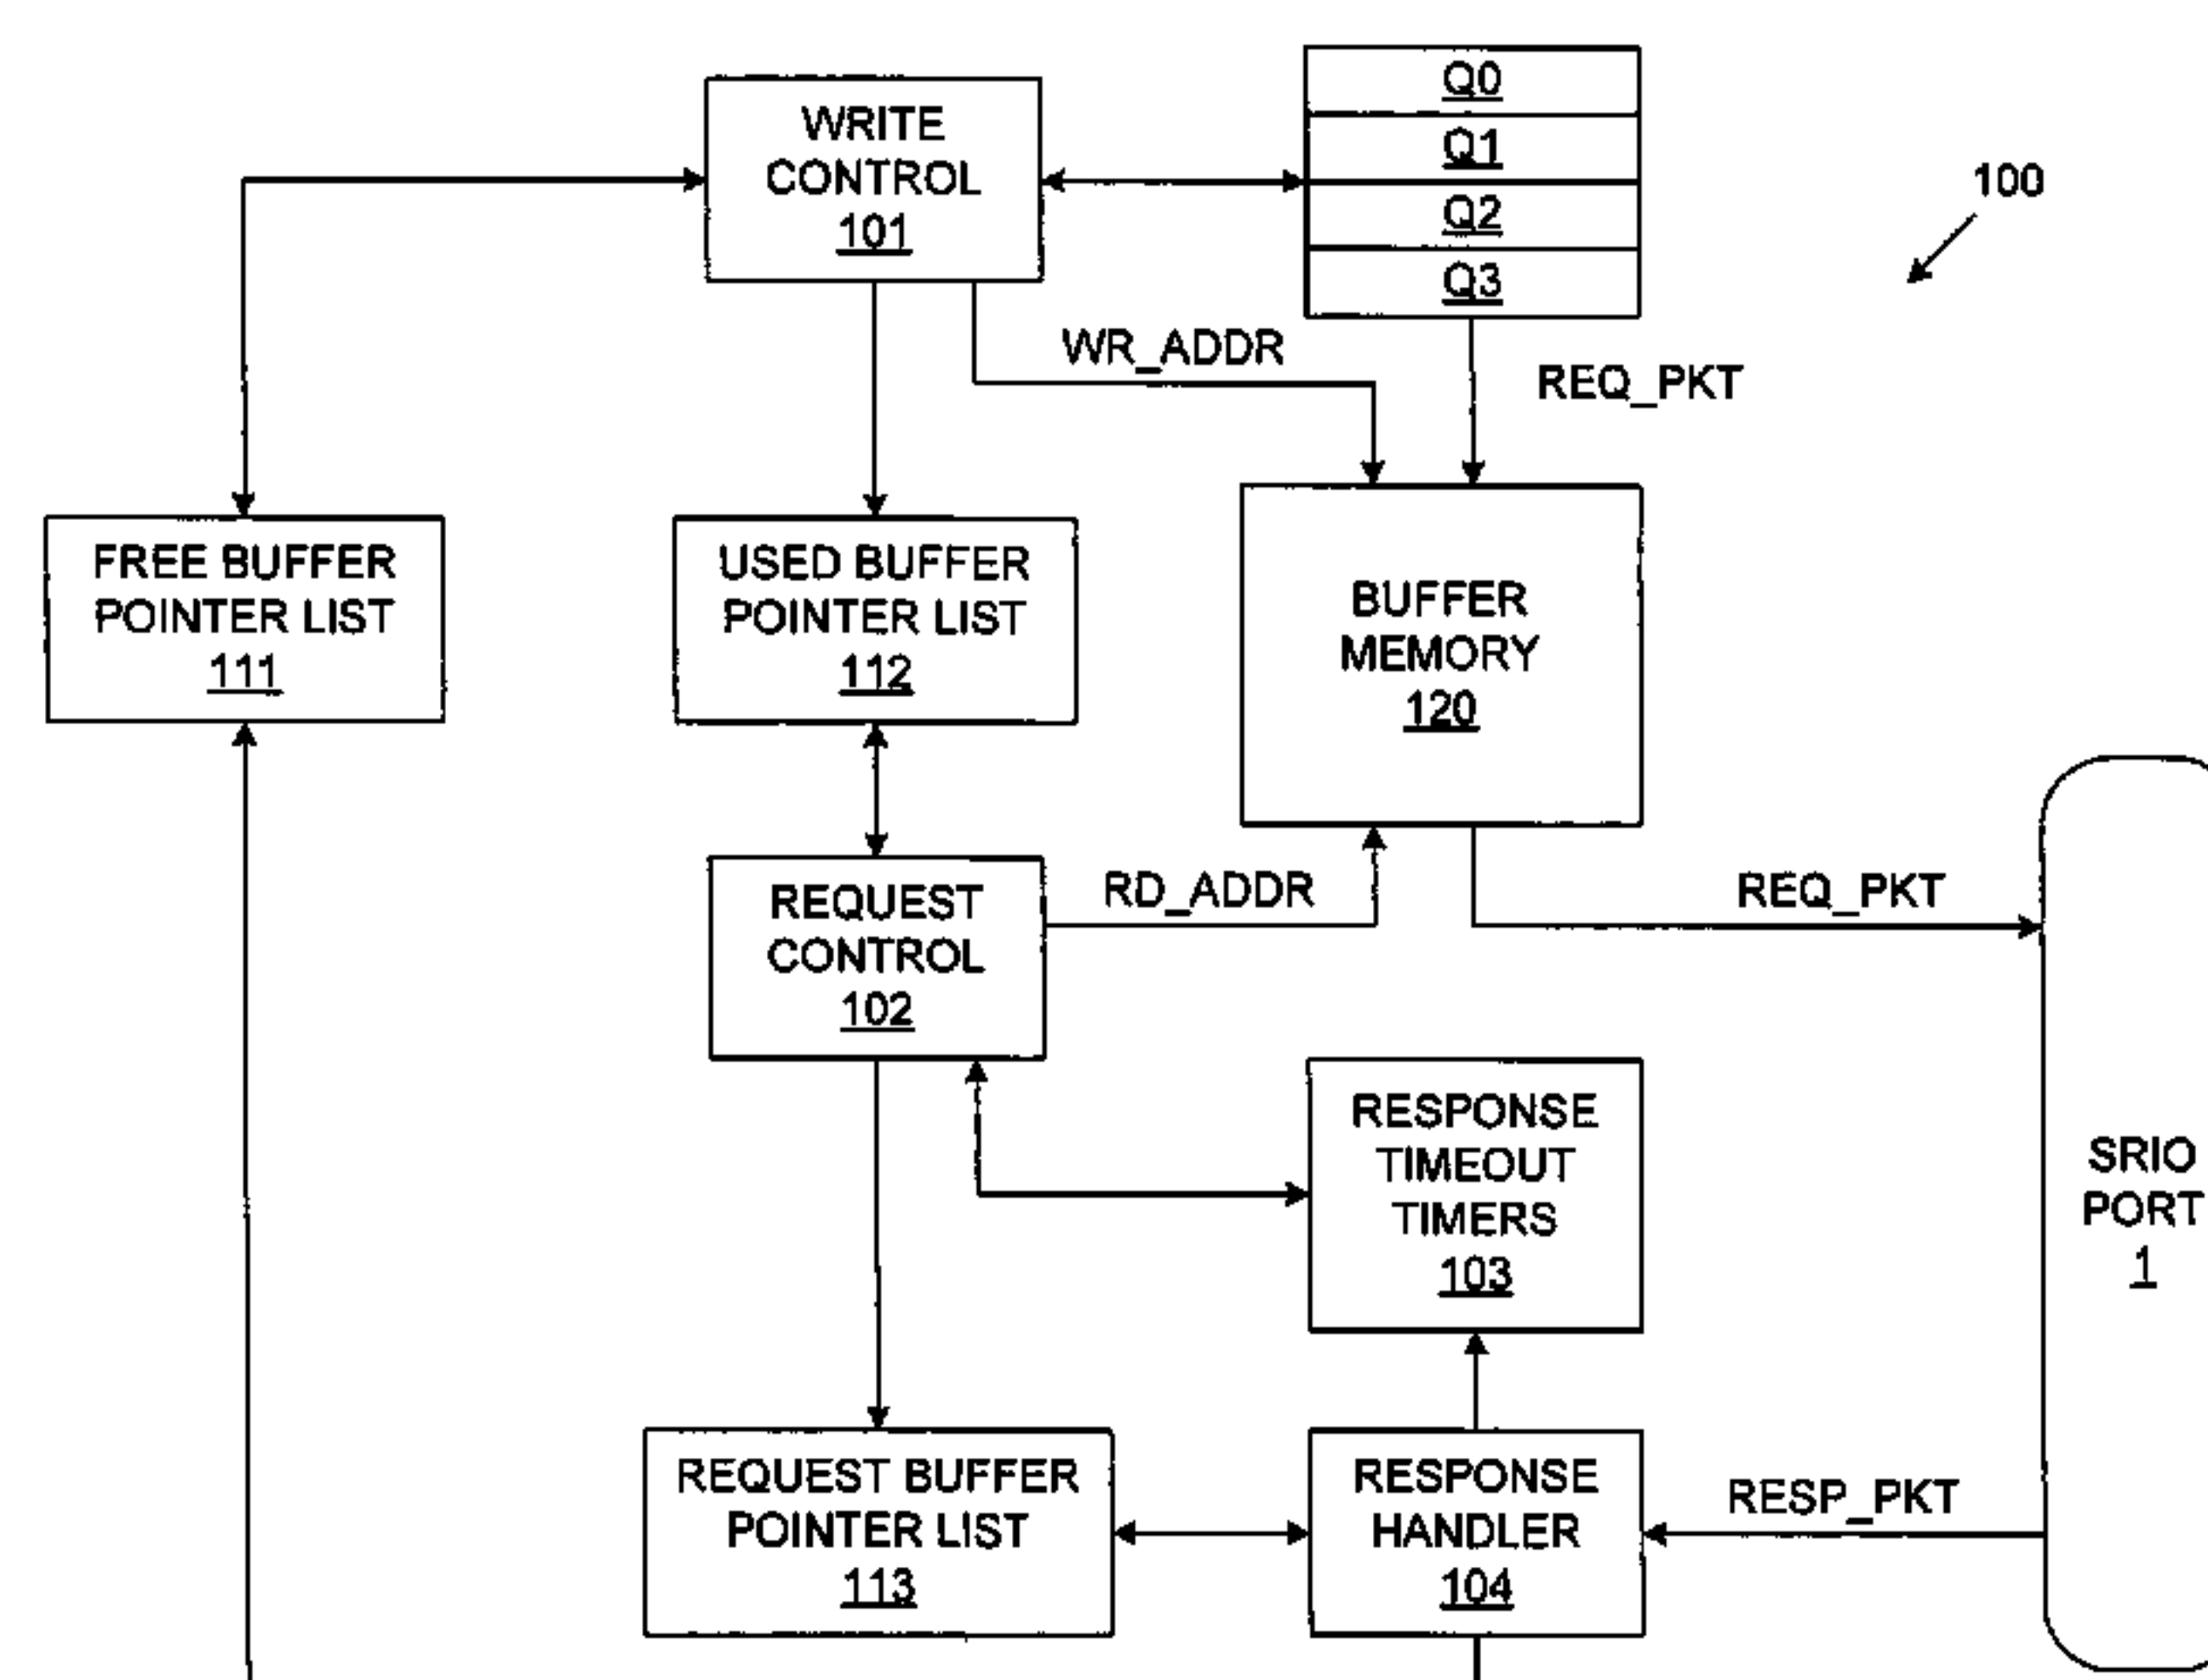 WRITE
CONTROL
101
Q0
Q1
Q2
Q3
100
WR_ADDR
REQ_PKT
FREE BUFFER
POINTER LIST
111
USED BUFFER
POINTER LIST
112
BUFFER
MEMORY
120
REQUEST
CONTROL
102
RD_ADDR
REQ_PKT
RESPONSE
TIMEOUT
TIMERS
103
SRIO
PORT
1
REQUEST BUFFER
POINTER LIST
113
RESPONSE
HANDLER
104
RESP_PKT